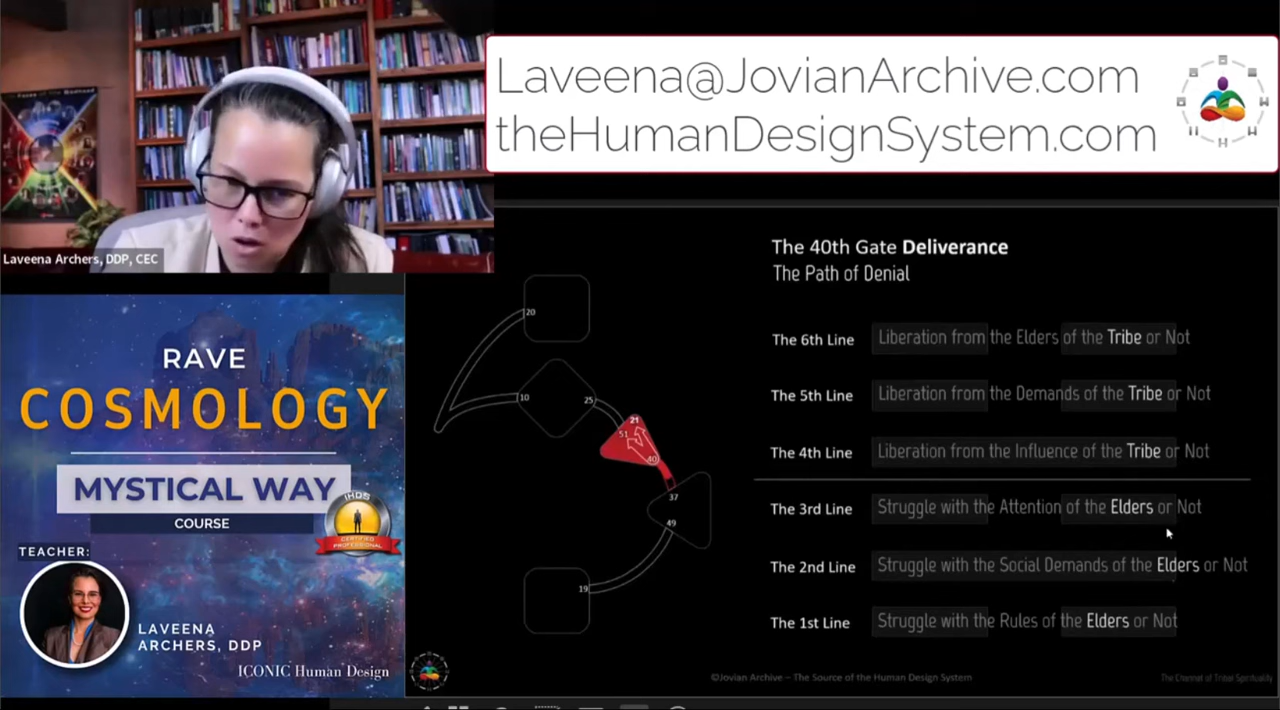 Laveena@JovianArchive.com
theHumanDesignSystem.com
Laveena Archers, DDP, CEC
The 40th Gate Deliverance
The Path of Denial
20
10
25
51
21
40
37
49
19
The 6th Line Liberation from the Elders of the Tribe or Not
The 5th Line Liberation from the Demands of the Tribe or Not
The 4th Line Liberation from the Influence of the Tribe or Not
The 3rd Line Struggle with the Attention of the Elders or Not
The 2nd Line Struggle with the Social Demands of the Elders or Not
The 1st Line Struggle with the Rules of the Elders or Not
©Jovian Archive – The Source of the Human Design System
The Channel of Tribal Spirituality
RAVE
COSMOLOGY
MYSTICAL WAY
COURSE
IHDS
CERTIFIED
PROFESSIONAL
TEACHER:
LAVEENA
ARCHERS, DDP
ICONIC Human Design